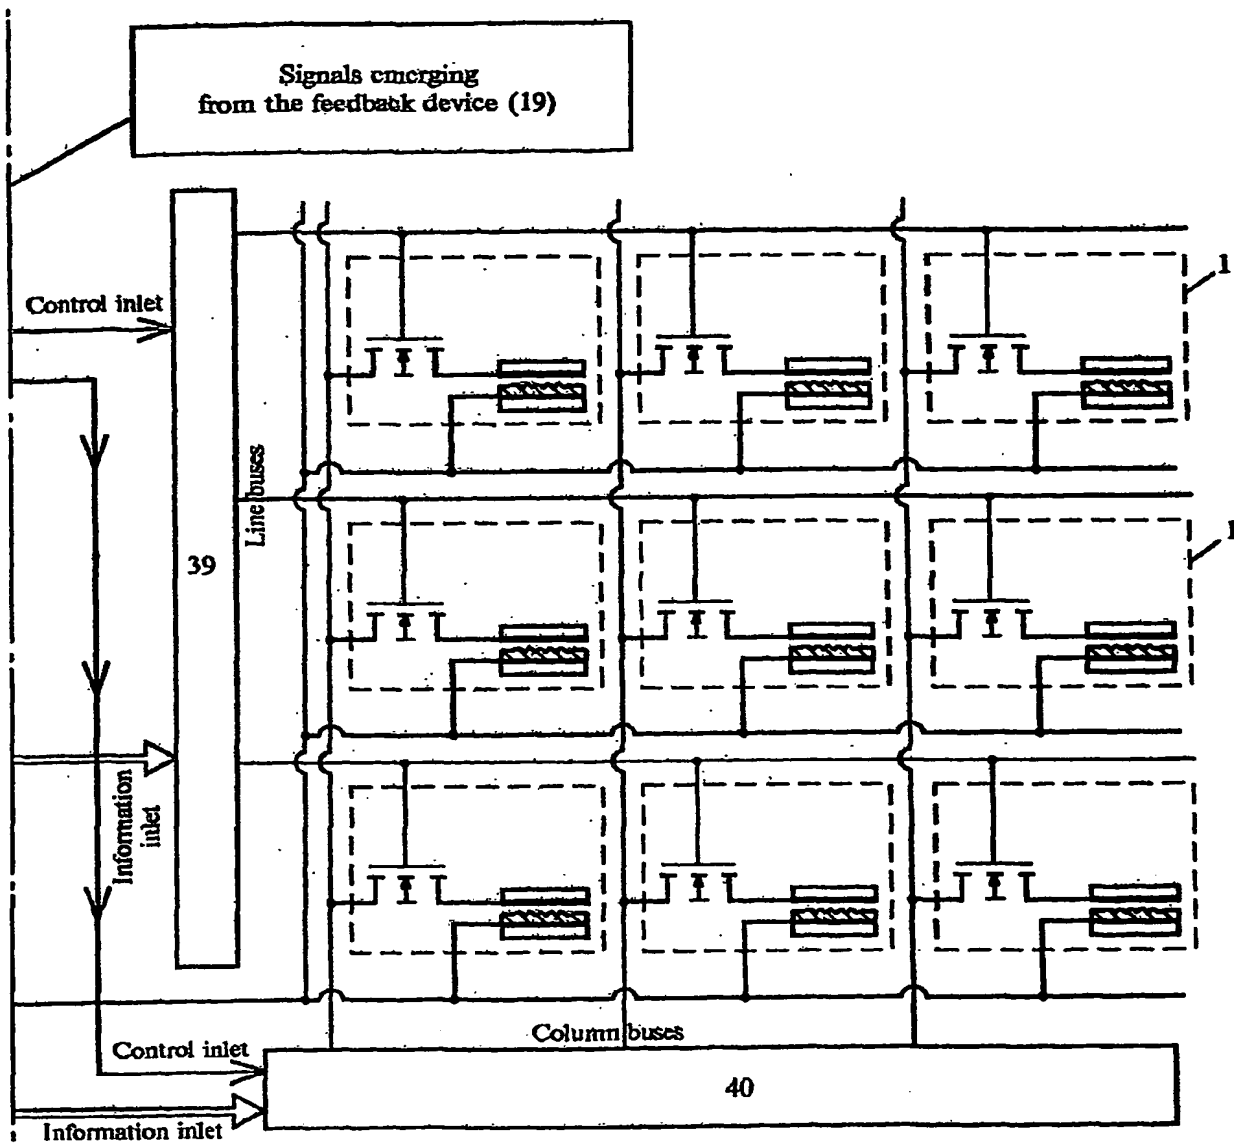 Signals emerging
from the feedback device (19)
1
Control inlet
Line buses
39
1
Information
inlet
Column buses
Control inlet
40
Information inlet